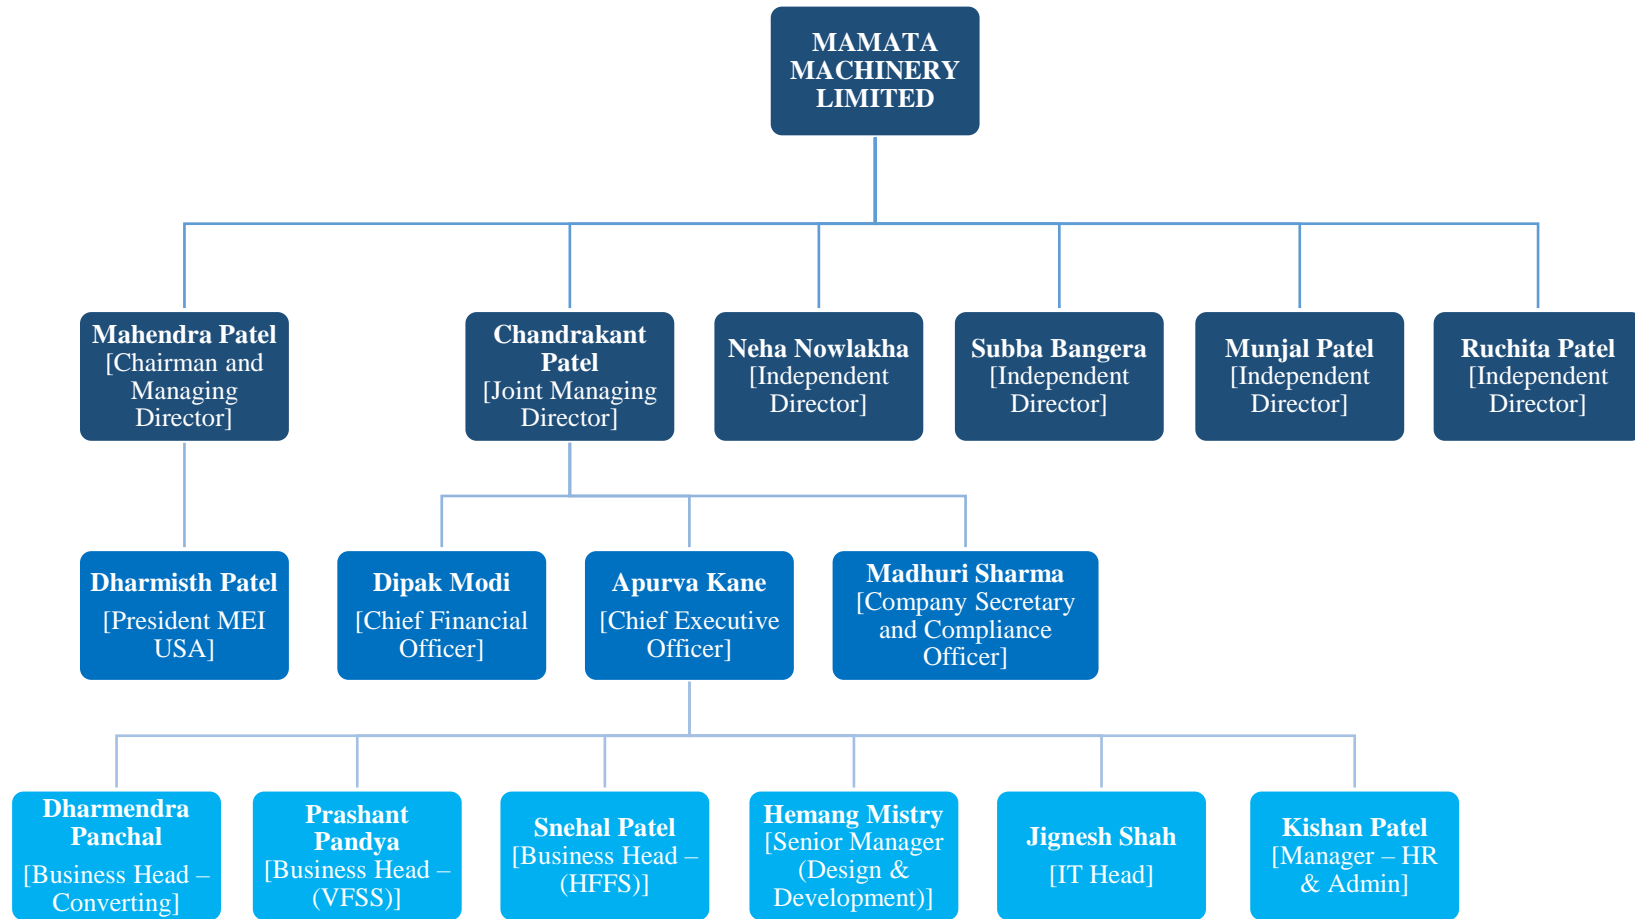 MAMATA
MACHINERY
LIMITED
Mahendra Patel
[Chairman and
Managing
Director]
Chandrakant
Patel
[Joint Managing
Director]
Neha Nowlakha
[Independent
Director]
Subba Bangera
[Independent
Director]
Munjal Patel
[Independent
Director]
Ruchita Patel
[Independent
Director]
Dharmisth Patel
[President MEI
USA]
Dipak Modi
[Chief Financial
Officer]
Apurva Kane
[Chief Executive
Officer]
Madhuri Sharma
[Company Secretary
and Compliance
Officer]
Dharmendra
Panchal
[Business Head –
Converting]
Prashant
Pandya
[Business Head –
(VFSS)]
Snehal Patel
[Business Head –
(HFFS)]
Hemang Mistry
[Senior Manager
(Design &
Development)]
Jignesh Shah
[IT Head]
Kishan Patel
[Manager – HR
& Admin]